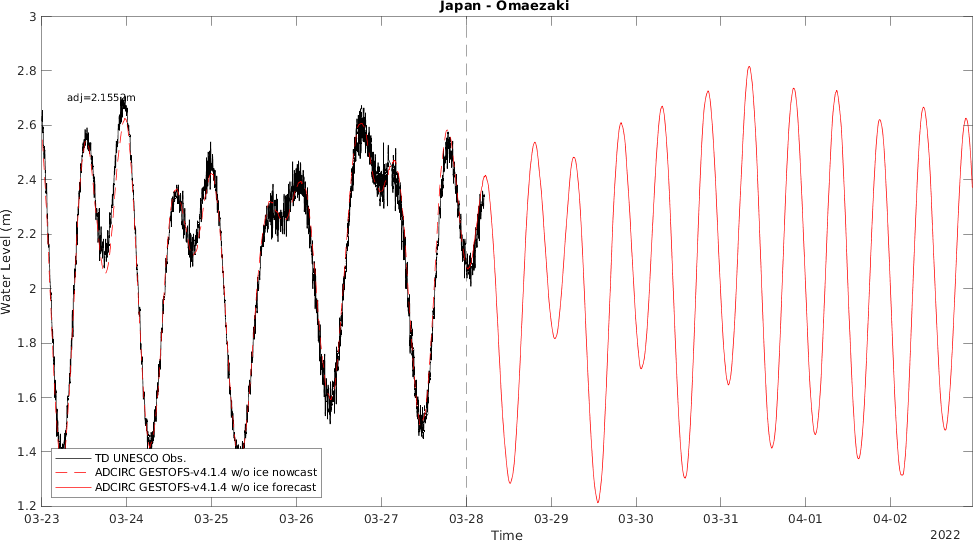 Japan - Omaezaki
3
2.8
2.6
2.4
2.2
2
1.8
1.6
1.4
1.2
Water Level (m)
adj=2.1552m
TD UNESCO Obs.
ADCIRC GESTOFS-v4.1.4 w/o ice nowcast
ADCIRC GESTOFS-v4.1.4 w/o ice forecast
03-23 03-24 03-25 03-26 03-27 03-28 03-29 03-30 03-31 04-01 04-02
Time
2022